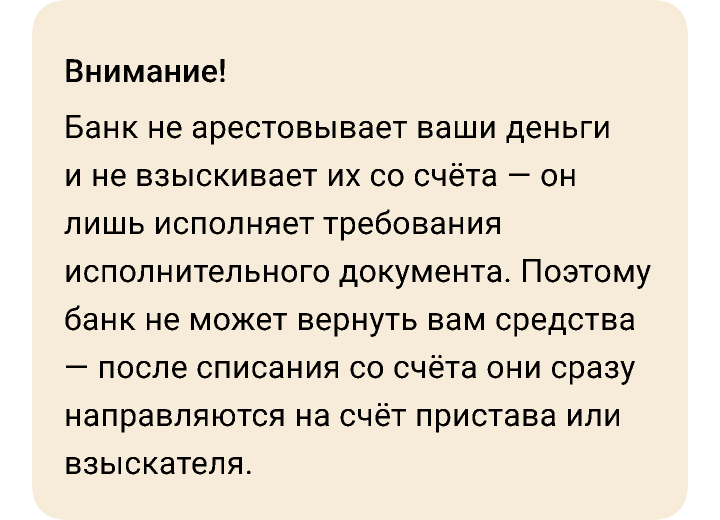 Внимание!
Банк не арестовывает ваши деньги
и не взыскивает их со счёта — он
лишь исполняет требования
исполнительного документа. Поэтому
банк не может вернуть вам средства
— после списания со счёта они сразу
направляются на счёт пристава или
взыскателя.